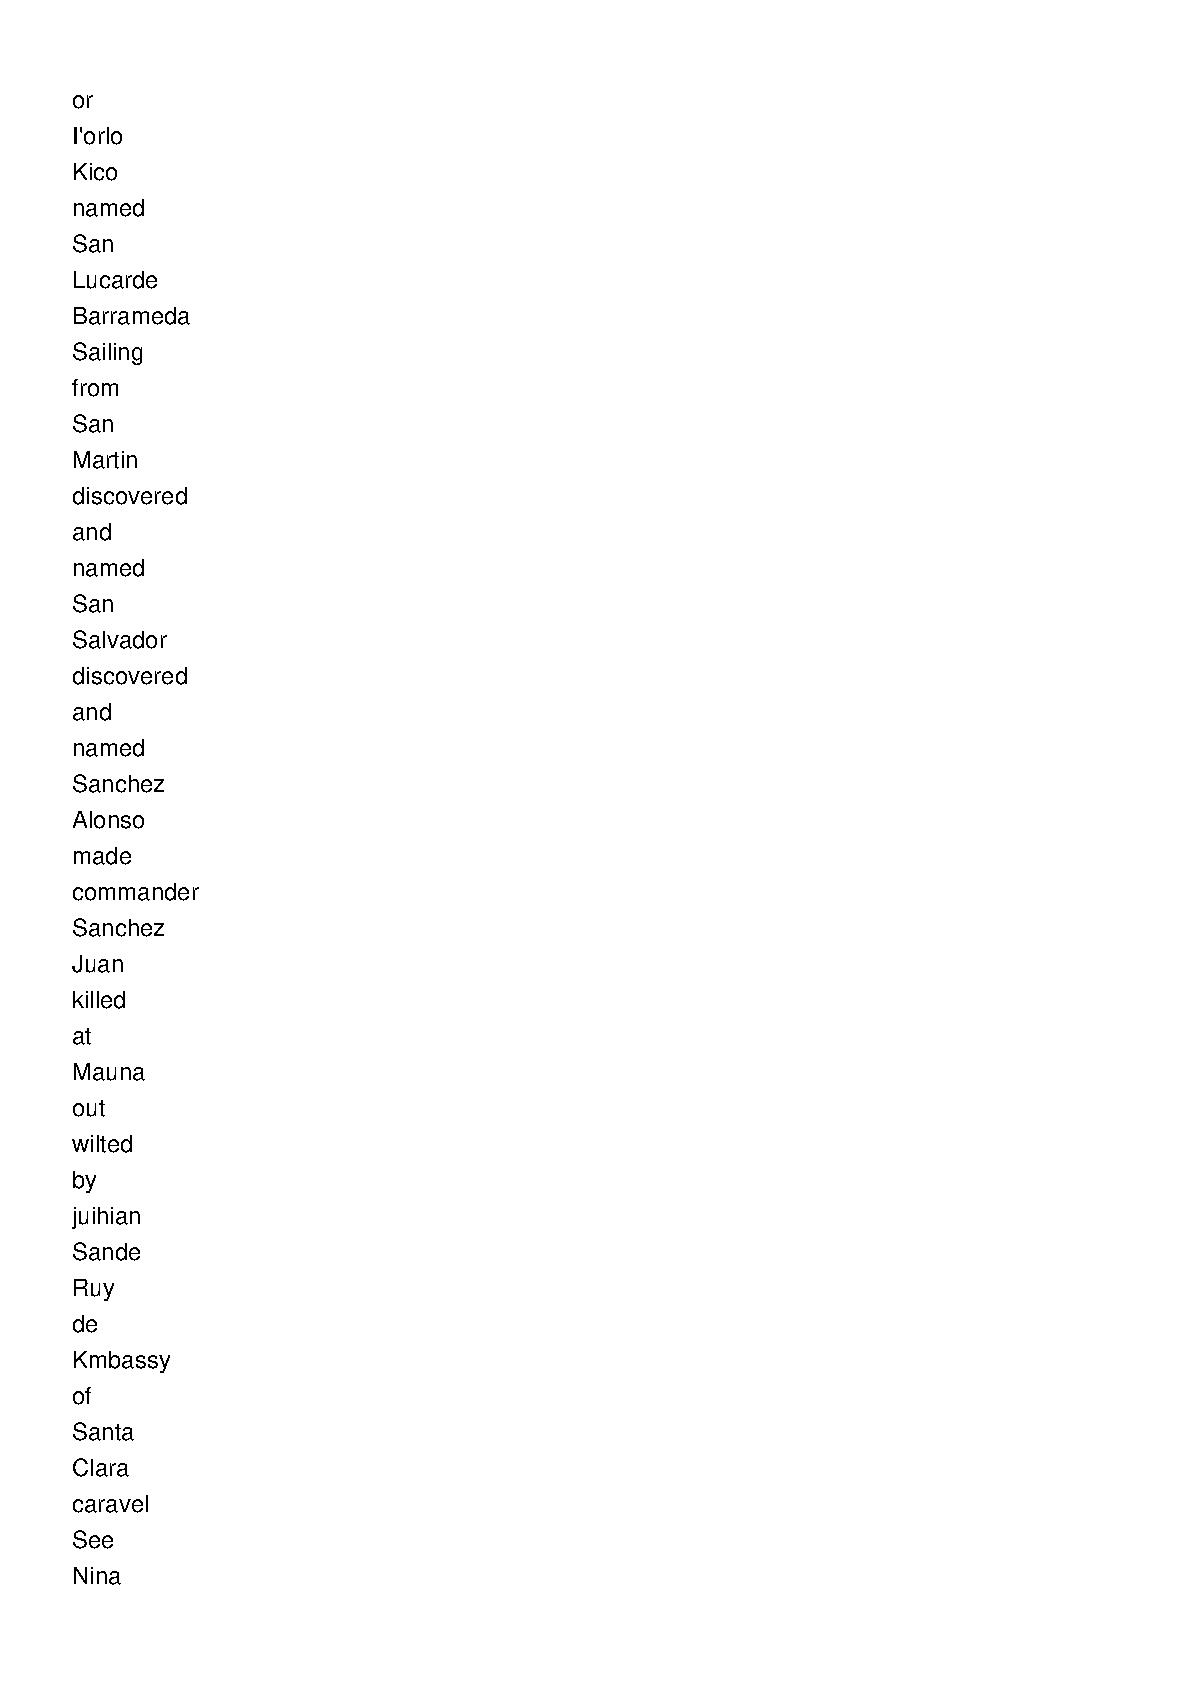 or
I'orlo
Kico
named
San
Lucarde
Barrameda
Sailing
from
San
Martin
discovered
and
named
San
Salvador
discovered
and
named
Sanchez
Alonso
made
commander
Sanchez
Juan
killed
at
Mauna
out
wilted
by
juihian
Sande
Ruy
de
Kmbassy
of
Santa
Clara
caravel
See
Nina